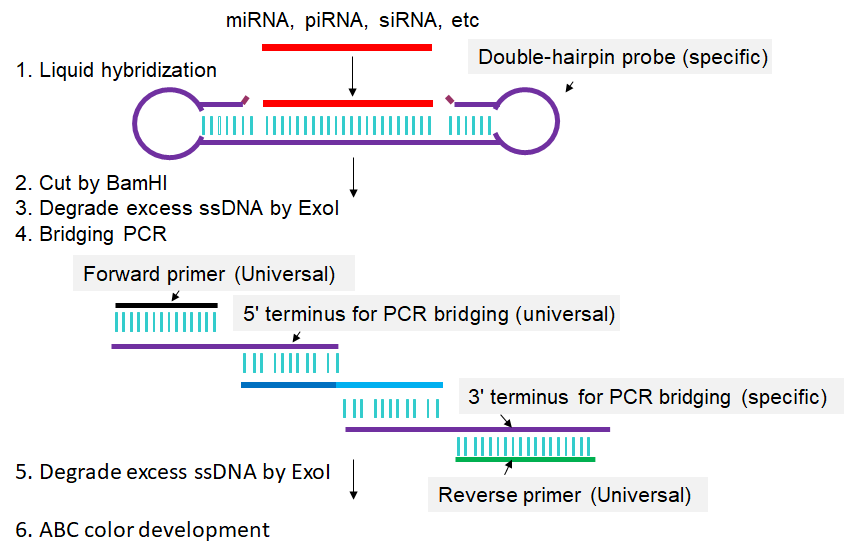 miRNA, piRNA, siRNA, etc
Double-hairpin probe (specific)
1. Liquid hybridization
2. Cut by BamHI
3. Degrade excess ssDNA by ExoI
4. Bridging PCR
Forward primer (Universal)
5' terminus for PCR bridging (universal)
3' terminus for PCR bridging (specific)
5. Degrade excess ssDNA by ExoI
Reverse primer (Universal)
6. ABC color development